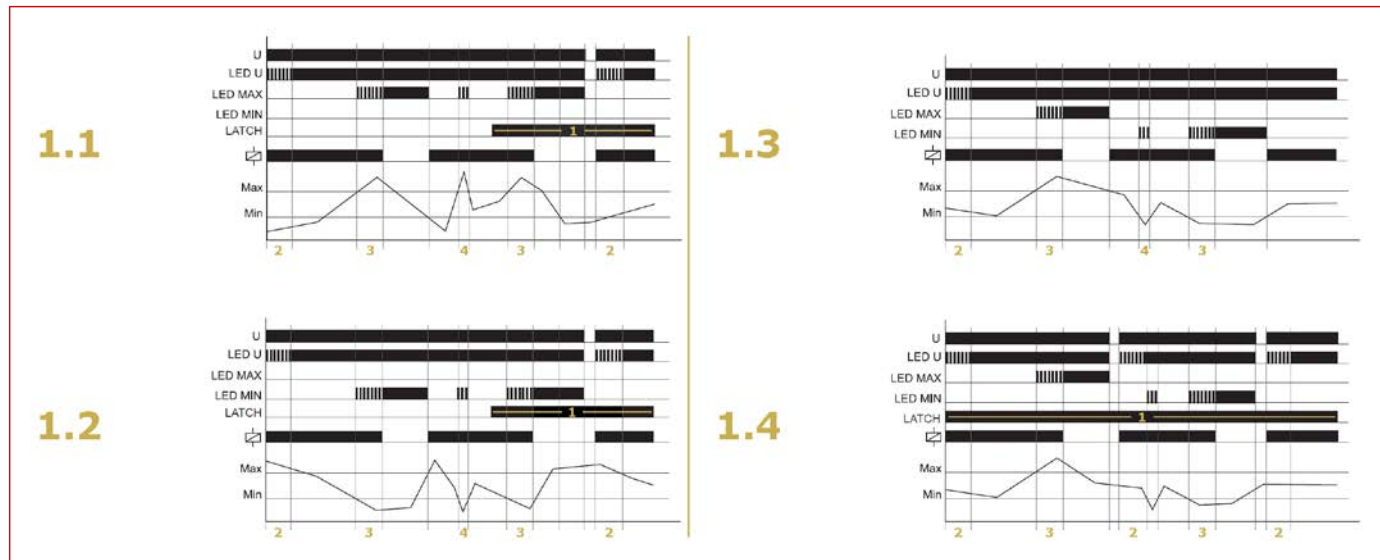 1.1
U
LED U
LED MAX
LED MIN
LATCH
1
Max
Min
2 3 4 3 2
1.2
U
LED U
LED MAX
LED MIN
LATCH
1
Max
Min
2 3 4 3 2
1.3
U
LED U
LED MAX
LED MIN
Max
Min
2 3 4 3
1.4
U
LED U
LED MAX
LED MIN
LATCH
1
Max
Min
2 3 2 3 2